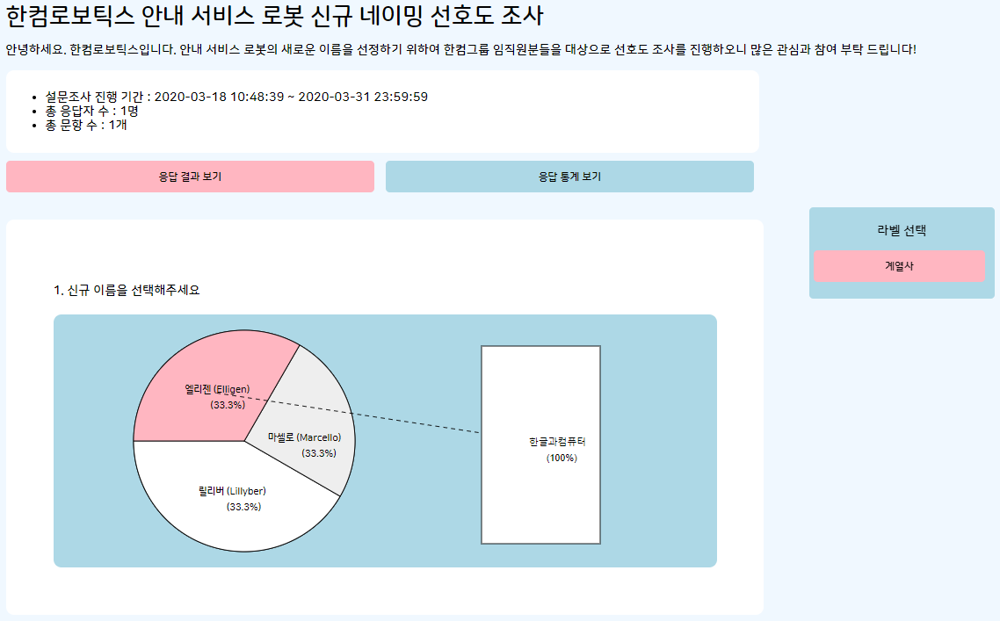 한컴로보틱스 안내 서비스 로봇 신규 네이밍 선호도 조사
안녕하세요. 한컴로보틱스입니다. 안내 서비스 로봇의 새로운 이름을 선정하기 위하여 한컴그룹 임직원분들을 대상으로 선호도 조사를 진행하오니 많은 관심과 참여 부탁 드립니다!
• 설문조사 진행 기간 : 2020-03-18 10:48:39 ~ 2020-03-31 23:59:59
• 총 응답자 수 : 1명
• 총 문항 수 : 1개
응답 결과 보기
응답 통계 보기
라벨 선택
계열사
1. 신규 이름을 선택해주세요
엘리젠 (Elligen)
(33.3%)
마셀로 (Marcello)
(33.3%)
릴리버 (Lillyber)
(33.3%)
한글과컴퓨터
(100%)